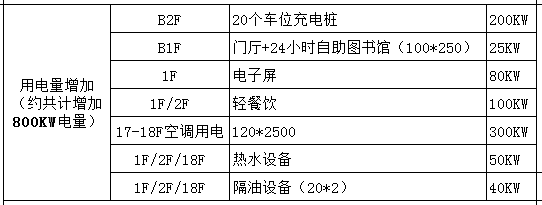 用电量增加
（约共计增加
800KW电量）
B2F 20个车位充电桩 200KW
B1F 门厅+24小时自助图书馆（100*250） 25KW
1F 电子屏 80KW
1F/2F 轻餐饮 100KW
17-18F空调用电 120*2500 300KW
1F/2F/18F 热水设备 50KW
1F/2F/18F 隔油设备（20*2） 40KW